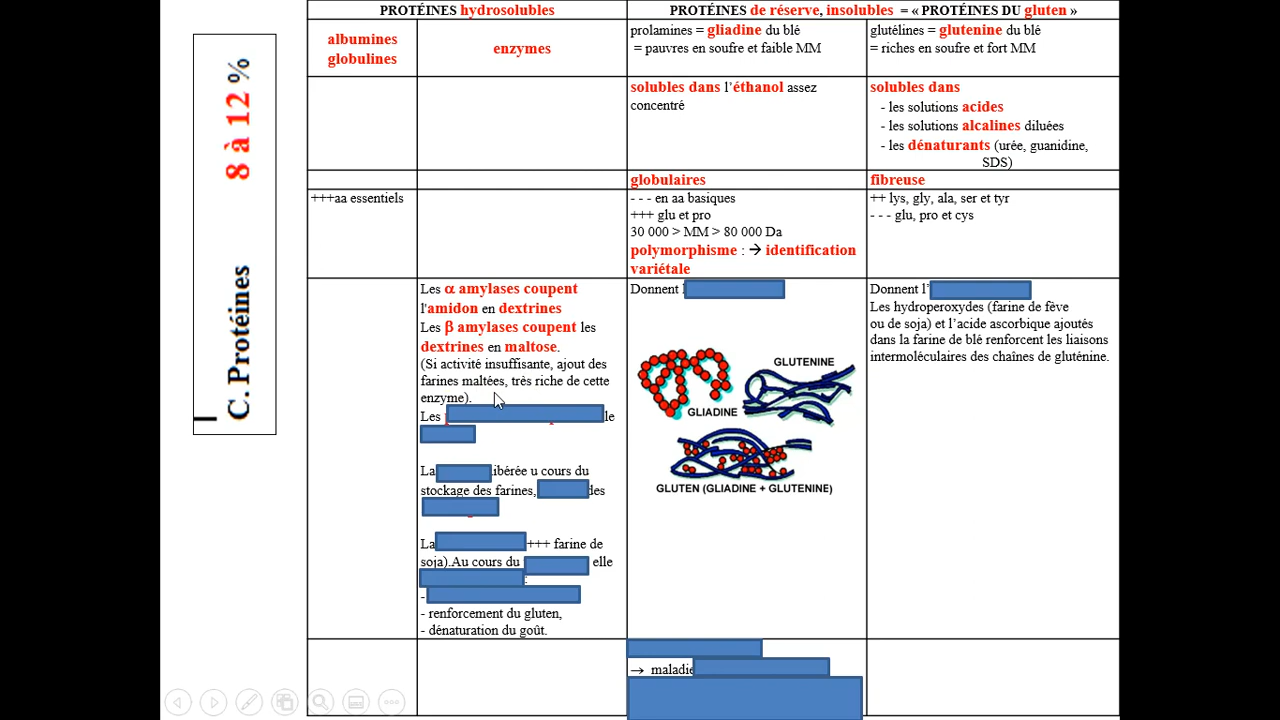 C. Protéines 8 à 12 %
PROTÉINES hydrosolubles
PROTÉINES de réserve, insolubles = « PROTÉINES DU gluten »
albumines
globulines
enzymes
prolamines = gliadine du blé
= pauvres en soufre et faible MM
glutélines = glutenine du blé
= riches en soufre et fort MM
solubles dans l'éthanol assez
concentré
solubles dans
- les solutions acides
- les solutions alcalines diluées
- les dénaturants (urée, guanidine,
SDS)
globulaires
fibreuse
+++aa essentiels
- - - en aa basiques
+++ glu et pro
30 000 > MM > 80 000 Da
polymorphisme : → identification
variétale
++ lys, gly, ala, ser et tyr
- - - glu, pro et cys
Les α amylases coupent
l'amidon en dextrines
Les β amylases coupent les
dextrines en maltose.
(Si activité insuffisante, ajout des
farines maltées, très riche de cette
enzyme).
Les le
La libérée u cours du
stockage des farines, des
La +++ farine de
soja).Au cours du elle
:
-
- renforcement du gluten,
- dénaturation du goût.
Donnent l
GLIADINE
GLUTENINE
GLUTEN (GLIADINE + GLUTENINE)
Donnent l'
Les hydroperoxydes (farine de fève
ou de soja) et l'acide ascorbique ajoutés
dans la farine de blé renforcent les liaisons
intermoléculaires des chaînes de gluténine.
→ maladie